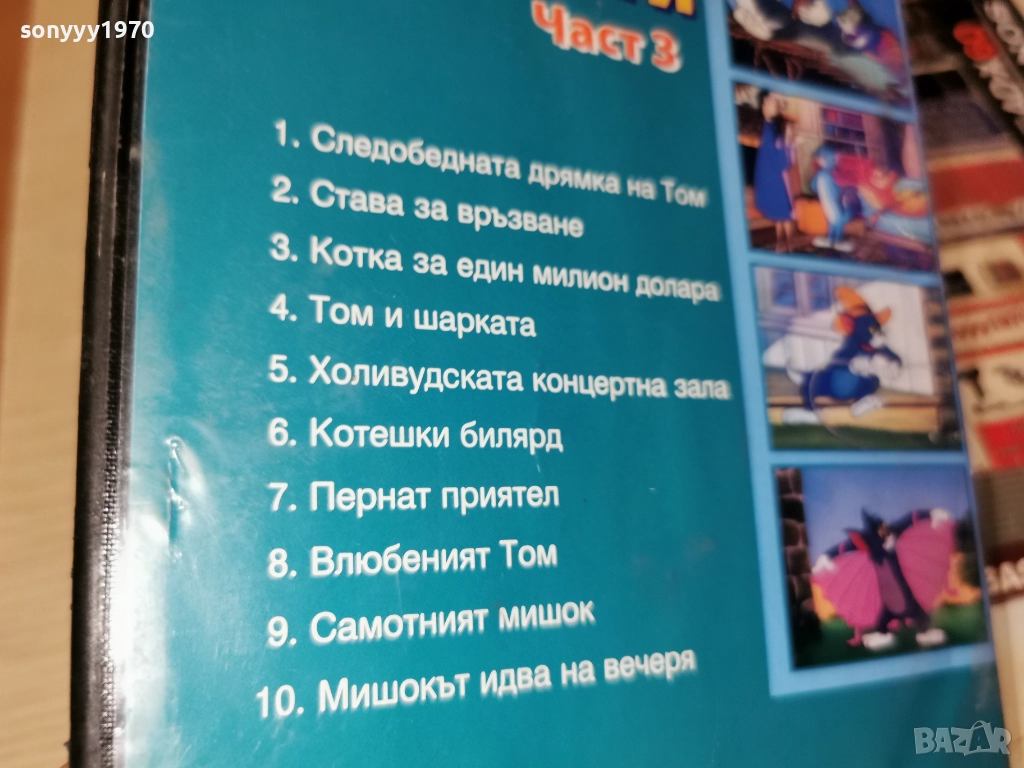 sonyyy1970
Част 3
1. Следобедната дрямка на Том
2. Става за връзване
3. Котка за един милион долара
4. Том и шарката
5. Холивудската концертна зала
6. Котешки билярд
7. Пернат приятел
8. Влюбеният Том
9. Самотният мишок
10. Мишокът идва на вечеря
BAZAR